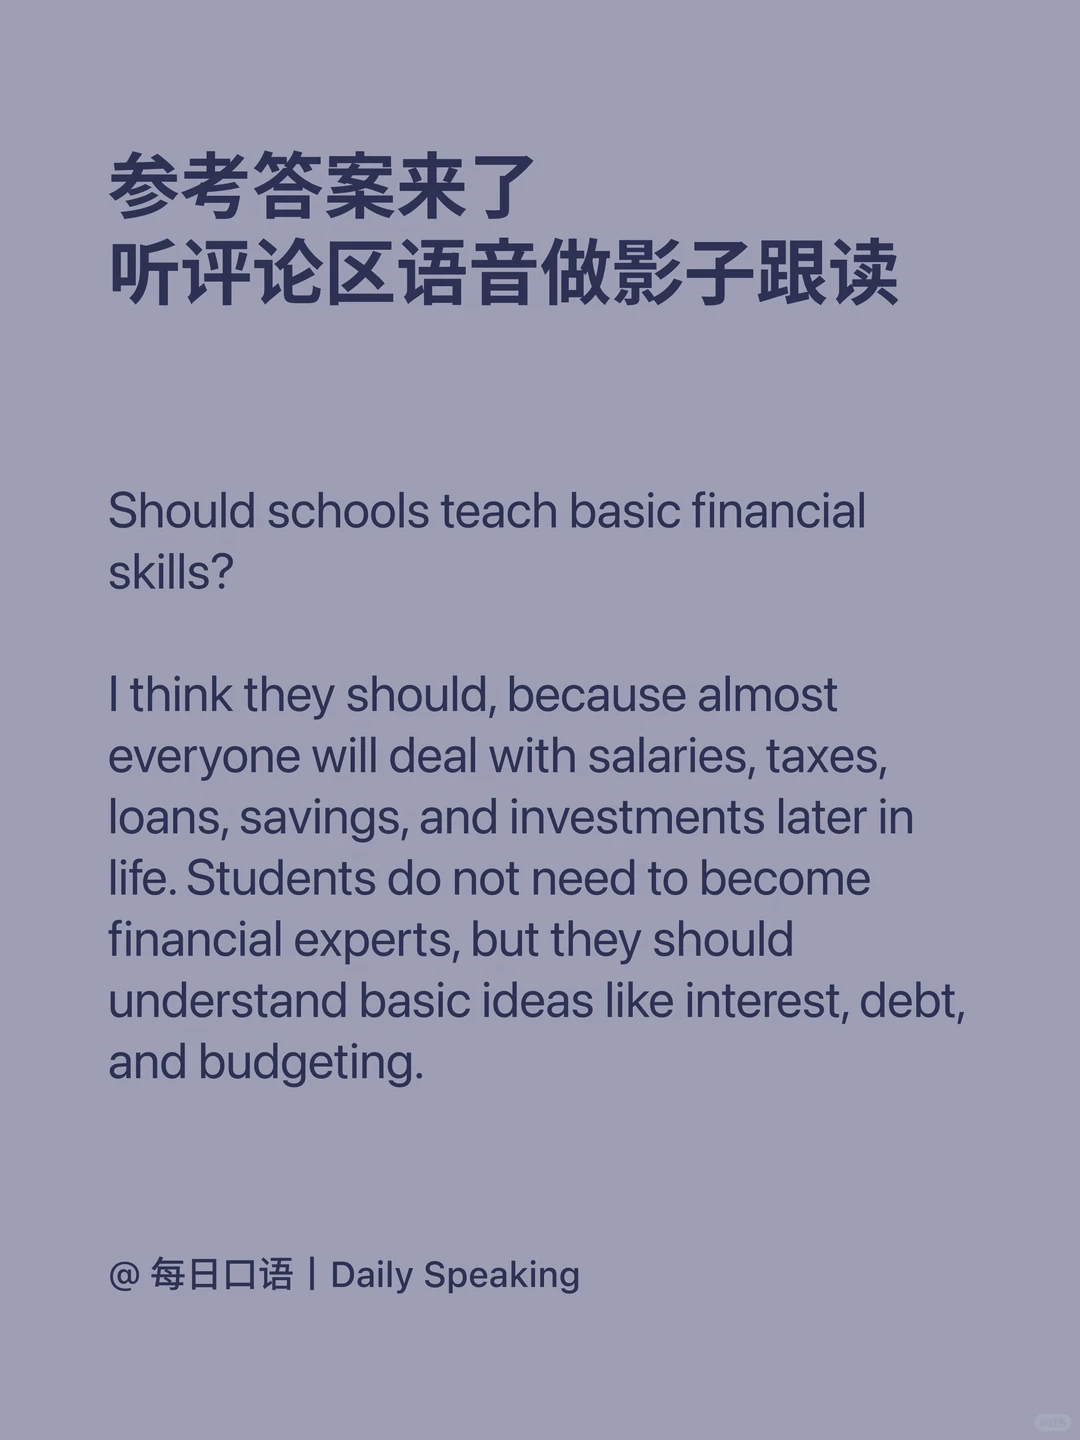 参考答案来了
听评论区语音做影子跟读
Should schools teach basic financial
skills?
I think they should, because almost
everyone will deal with salaries, taxes,
loans, savings, and investments later in
life. Students do not need to become
financial experts, but they should
understand basic ideas like interest, debt,
and budgeting.
@ 每日口语丨Daily Speaking